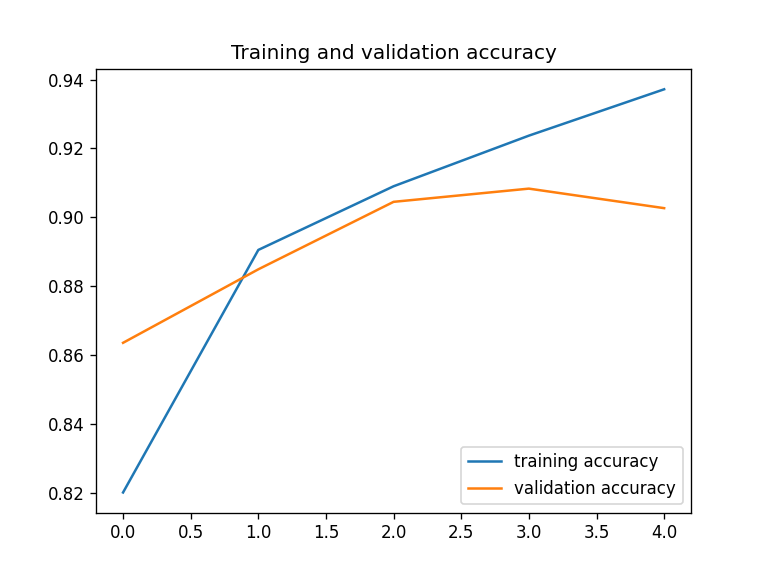 Training and validation accuracy
0.94
0.92
0.90
0.88
0.86
0.84
0.82
training accuracy
validation accuracy
0.0 0.5 1.0 1.5 2.0 2.5 3.0 3.5 4.0